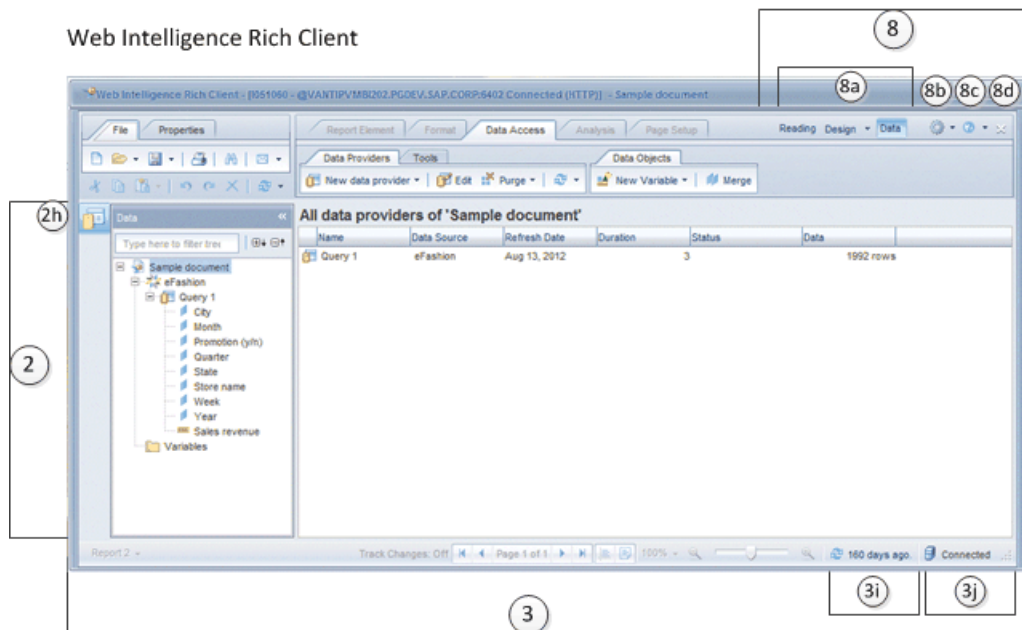 Web Intelligence Rich Client
8
8a
8b
8c
8d
Web Intelligence Rich Client - [I051060 - @VANTIPVMBI202.PGDEV.SAP.CORP:6402 Connected (HTTP)] - Sample document
File Properties
Report Element Format Data Access Analysis Page Setup
Reading Design Data
Data Providers Tools
Data Objects
New data provider Edit Purge
New Variable Merge
2h
Data
Type here to filter tree
Sample document
eFashion
Query 1
City
Month
Promotion (y/n)
Quarter
State
Store name
Week
Year
Sales revenue
Variables
2
All data providers of 'Sample document'
Name Data Source Refresh Date Duration Status Data
Query 1 eFashion Aug 13, 2012 3 1992 rows
Report 2
Track Changes: Off Page 1 of 1 100% 160 days ago. Connected
3i
3j
3